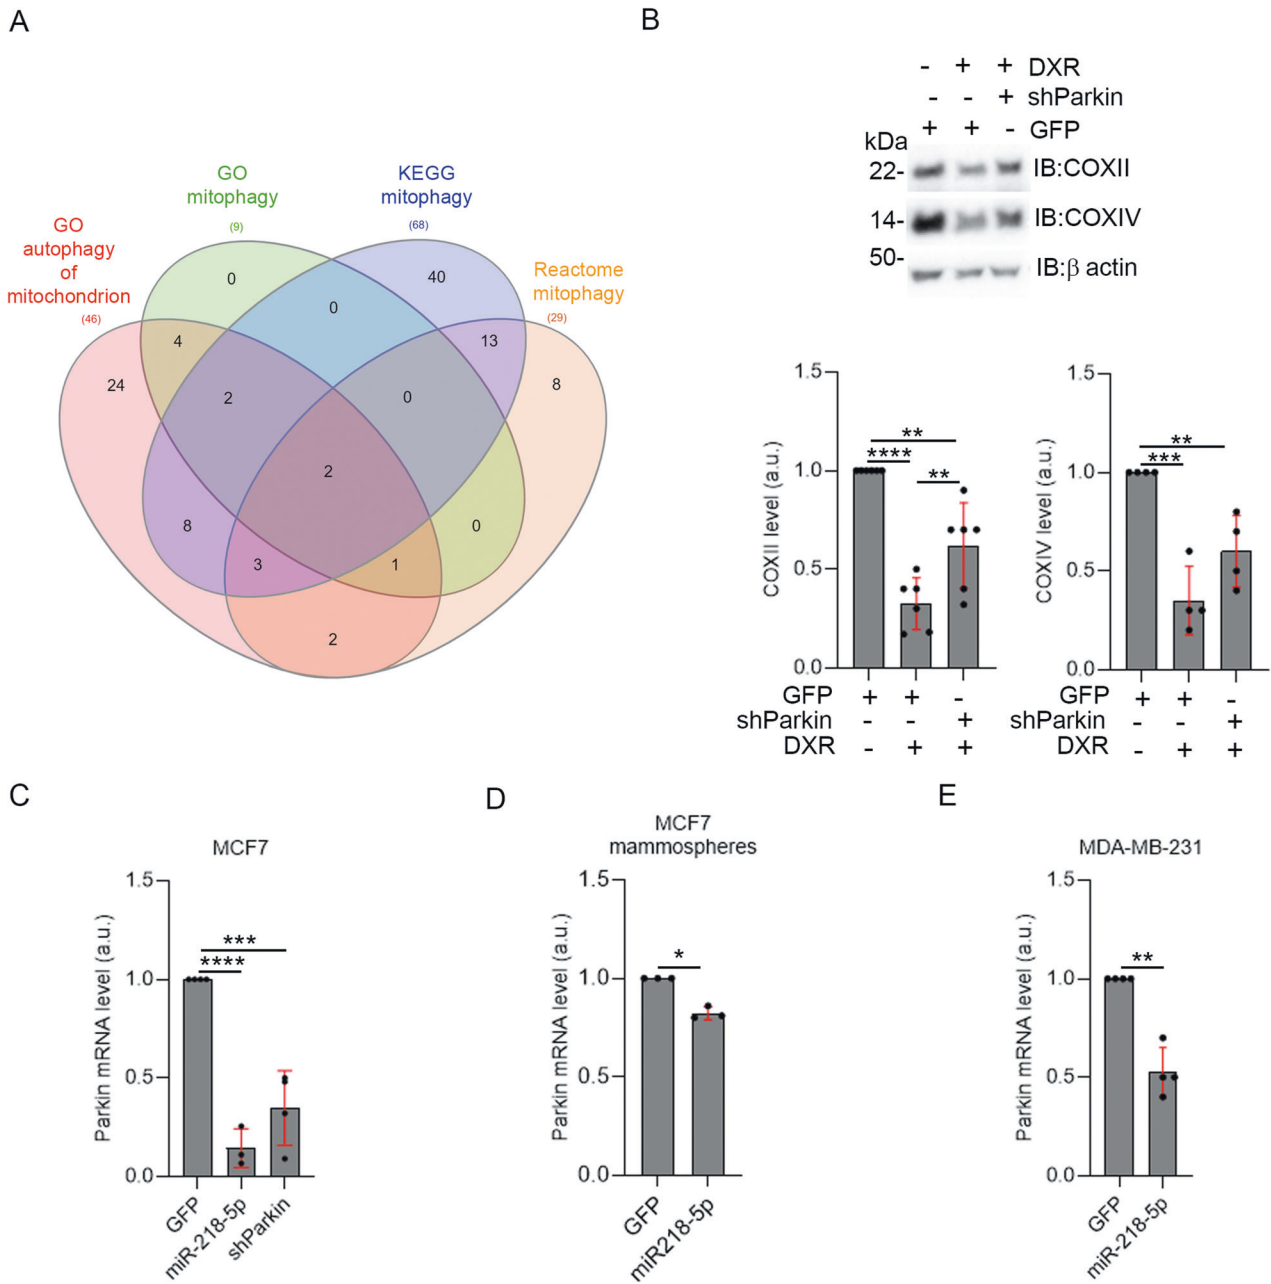 A
GO
mitophagy
(9)
KEGG
mitophagy
(68)
GO
autophagy
of
mitochondrion
(46)
Reactome
mitophagy
(29)
0
40
0
4
13
24
8
2
0
2
8
0
3
1
2
B
- + + DXR
- - + shParkin
+ + - GFP
kDa
22- IB:COXII
14- IB:COXIV
50- IB:β actin
COXII level (a.u.)
1.5
1.0
0.5
0.0
**
****
**
GFP + + -
shParkin - - +
DXR - + +
COXIV level (a.u.)
1.5
1.0
0.5
0.0
**
***
GFP + + -
shParkin - - +
DXR - + +
C
MCF7
Parkin mRNA level (a.u.)
1.5
1.0
0.5
0.0
***
****
GFP
miR-218-5p
shParkin
D
MCF7
mammospheres
Parkin mRNA level (a.u.)
1.5
1.0
0.5
0.0
*
GFP
miR218-5p
E
MDA-MB-231
Parkin mRNA level (a.u.)
1.5
1.0
0.5
0.0
**
GFP
miR-218-5p